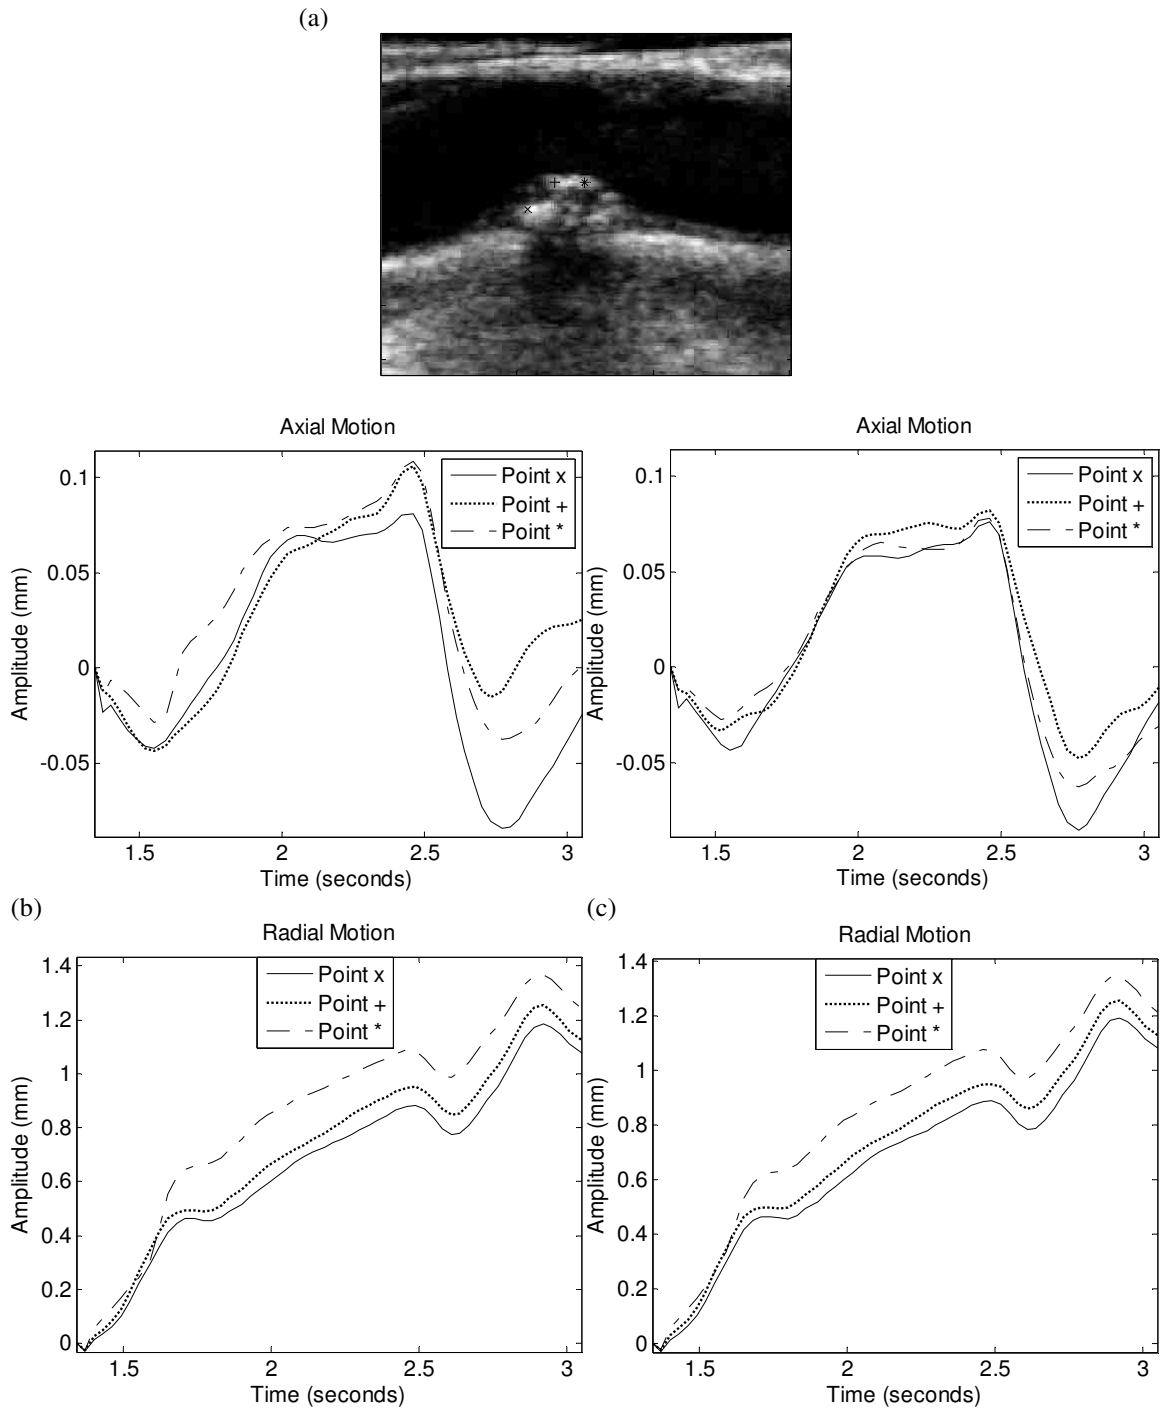 (a)
Axial Motion
0.1
0.05
0
-0.05
Amplitude (mm)
Point x
Point +
Point *
1.5 2 2.5 3
Time (seconds)
Axial Motion
0.1
0.05
0
-0.05
Amplitude (mm)
Point x
Point +
Point *
1.5 2 2.5 3
Time (seconds)
(b)
Radial Motion
1.4
1.2
1
0.8
0.6
0.4
0.2
0
Amplitude (mm)
Point x
Point +
Point *
1.5 2 2.5 3
Time (seconds)
(c)
Radial Motion
1.4
1.2
1
0.8
0.6
0.4
0.2
0
Amplitude (mm)
Point x
Point +
Point *
1.5 2 2.5 3
Time (seconds)